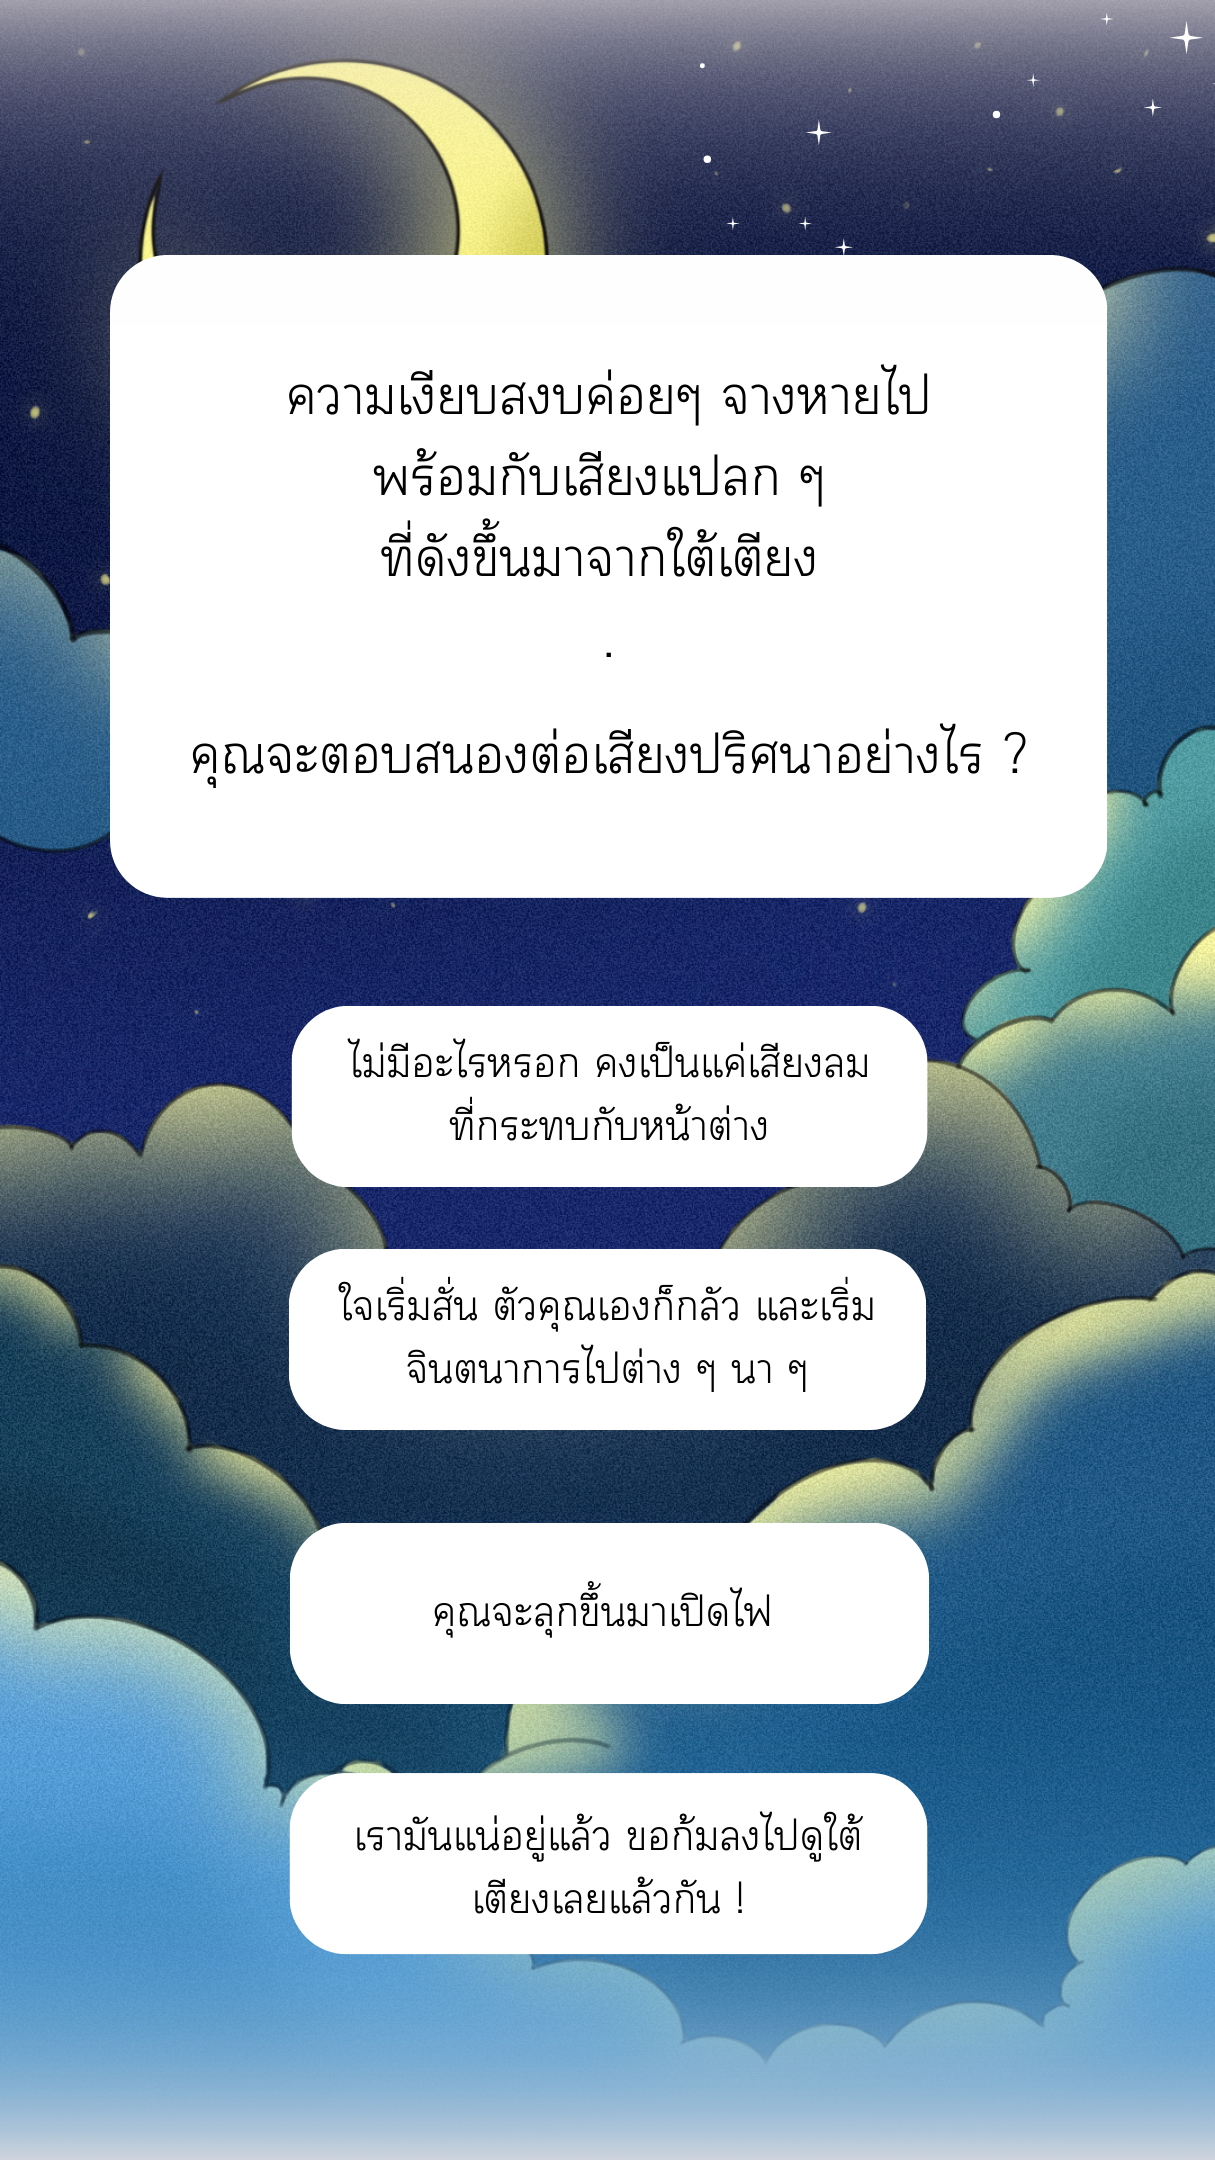 ความเงียบสงบค่อยๆ จางหายไป
พร้อมกับเสียงแปลก ๆ
ที่ดังขึ้นมาจากใต้เตียง
.
คุณจะตอบสนองต่อเสียงปริศนาอย่างไร ?
ไม่มีอะไรหรอก คงเป็นแค่เสียงลม
ที่กระทบกับหน้าต่าง
ใจเริ่มสั่น ตัวคุณเองก็กลัว และเริ่ม
จินตนาการไปต่าง ๆ นา ๆ
คุณจะลุกขึ้นมาเปิดไฟ
เรามันแน่อยู่แล้ว ขอก้มลงไปดูใต้
เตียงเลยแล้วกัน !